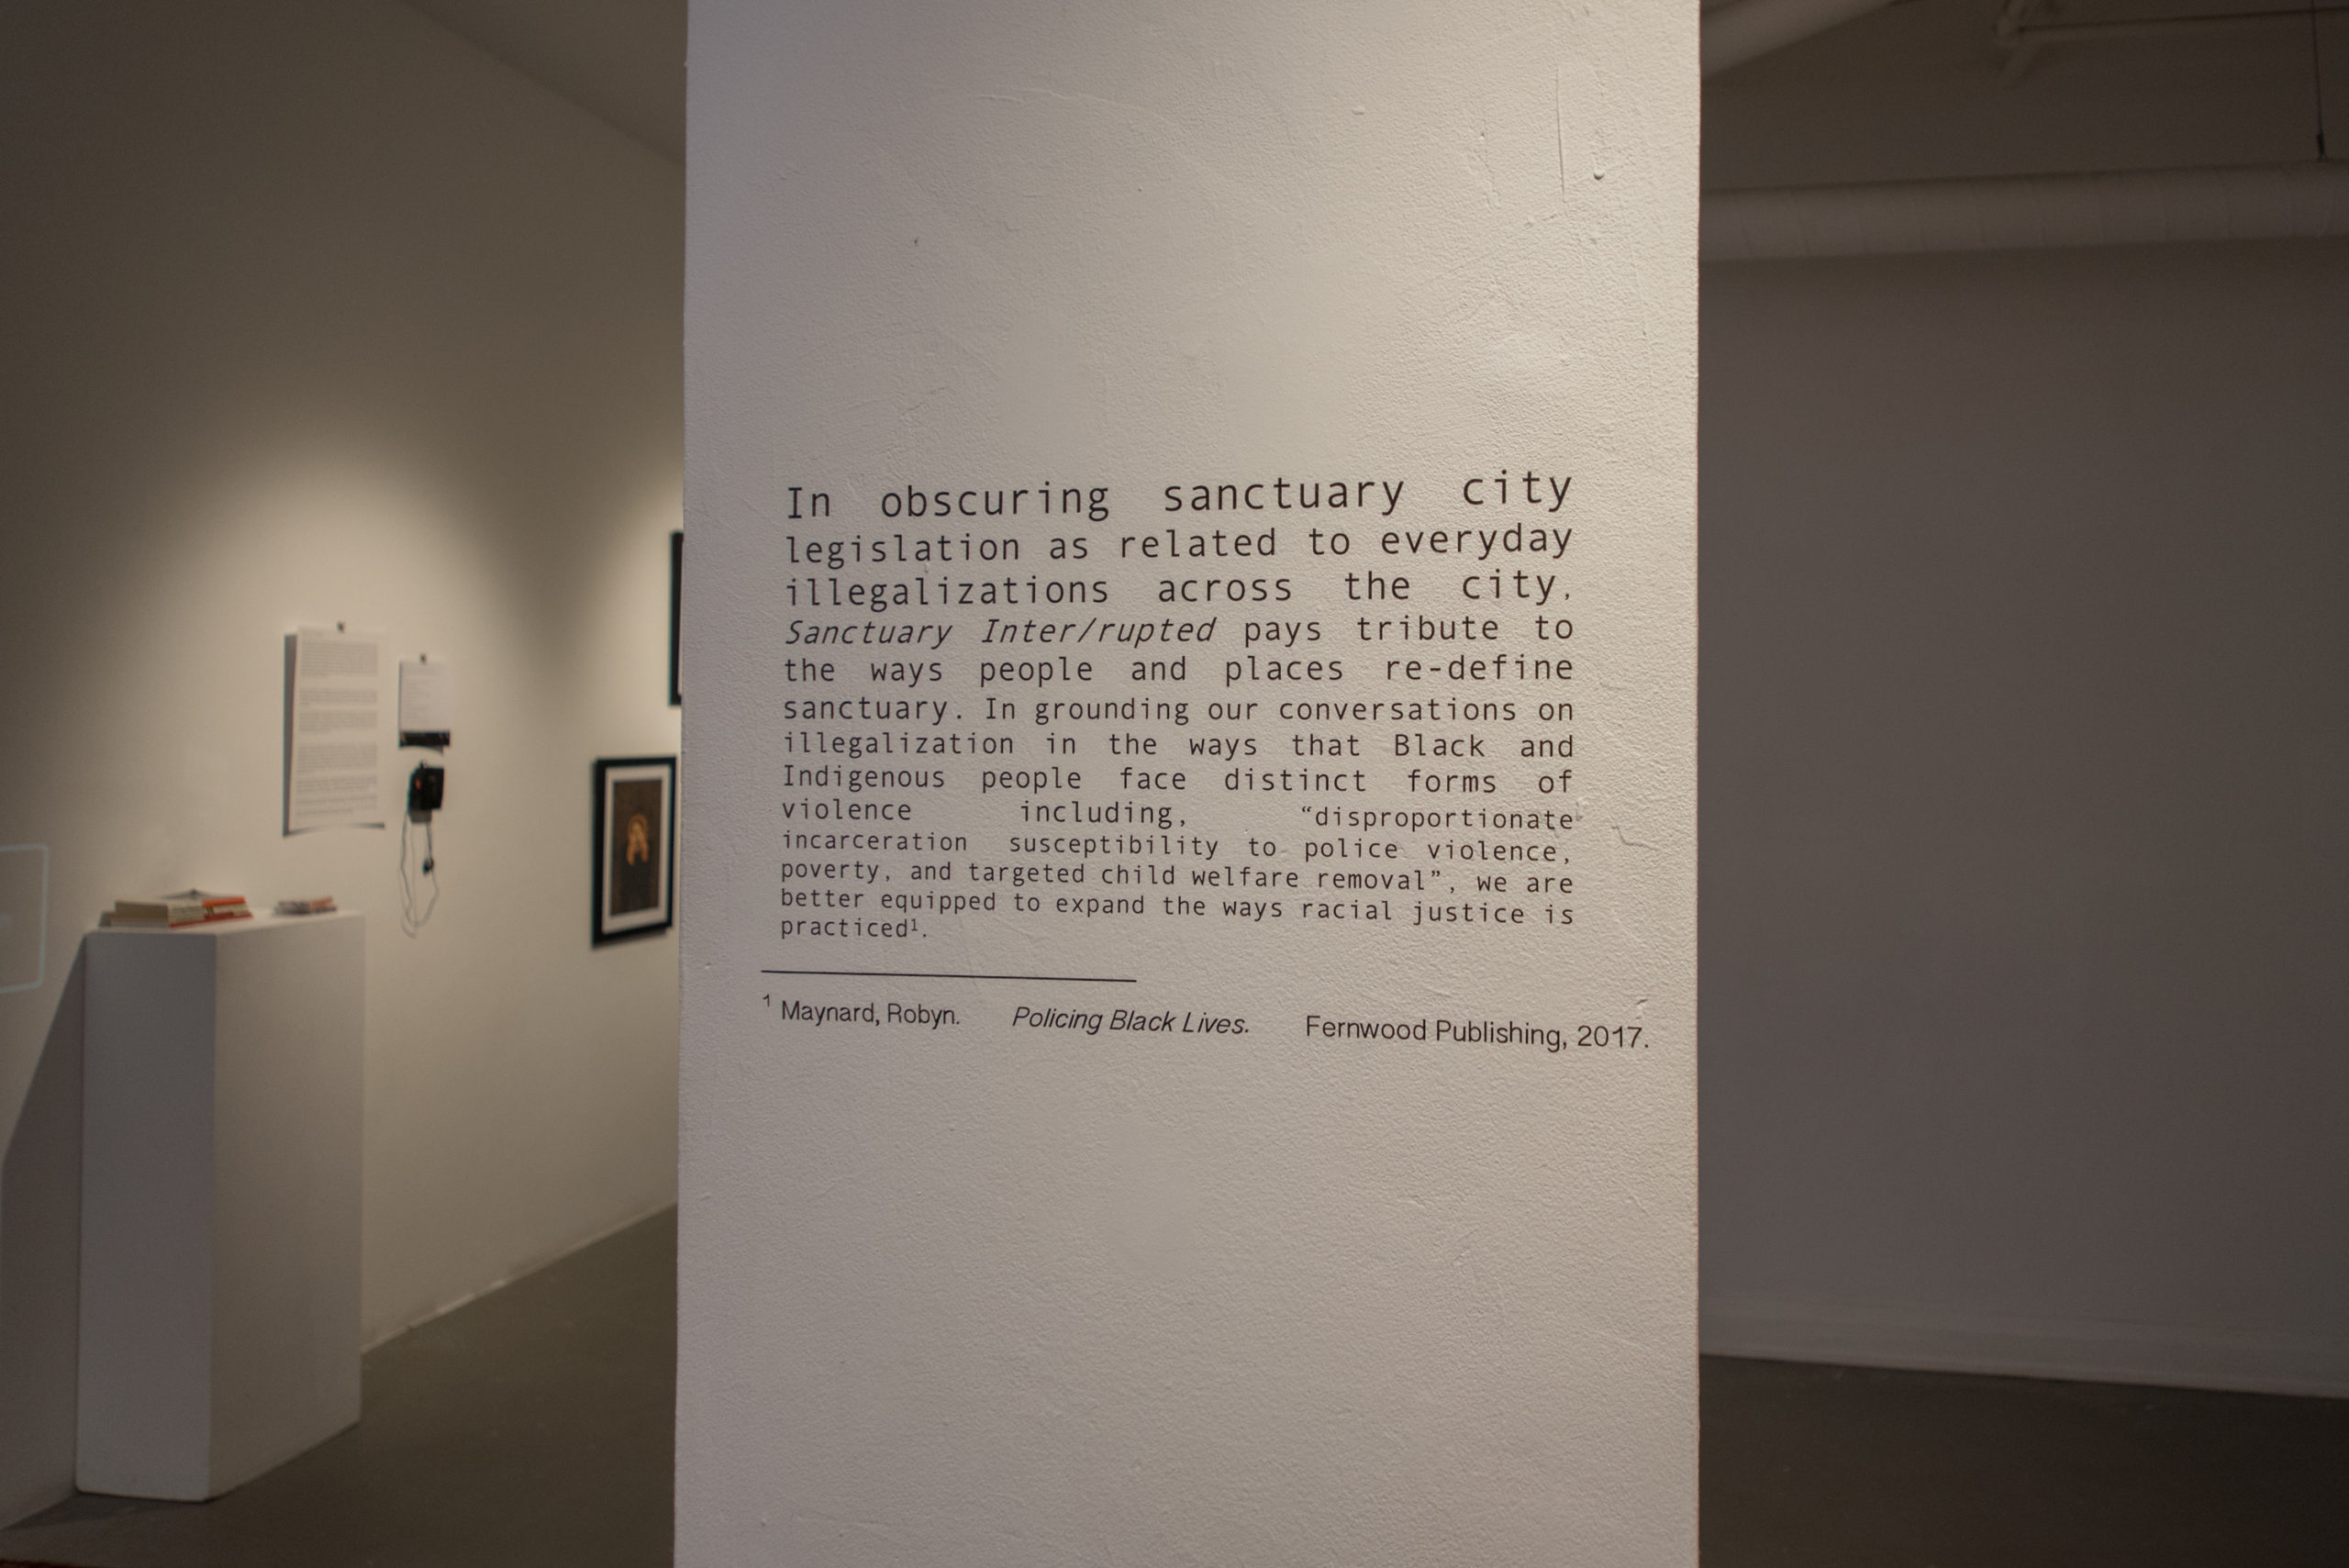 In obscuring sanctuary city
legislation as related to everyday
illegalizations across the city,
Sanctuary Inter/rupted pays tribute to
the ways people and places re-define
sanctuary. In grounding our conversations on
illegalization in the ways that Black and
Indigenous people face distinct forms of
violence including, “disproportionate
incarceration susceptibility to police violence,
poverty, and targeted child welfare removal”, we are
better equipped to expand the ways racial justice is
practiced¹.
¹ Maynard, Robyn. Policing Black Lives. Fernwood Publishing, 2017.